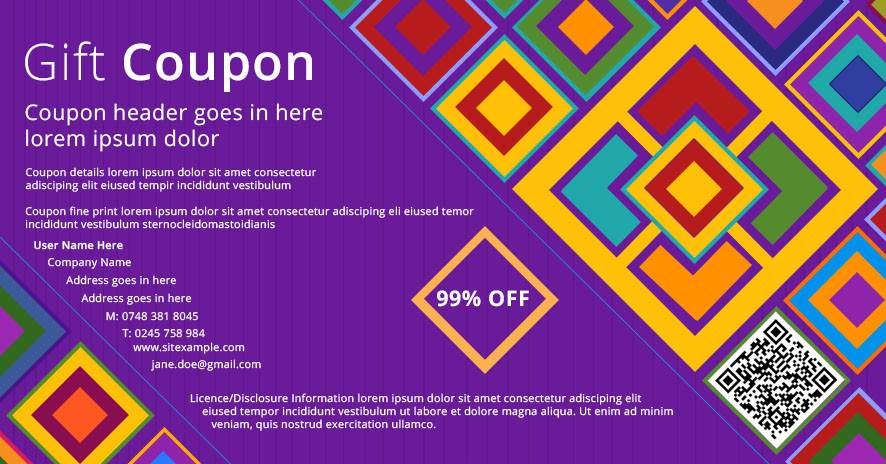 Gift Coupon
Coupon header goes in here
lorem ipsum dolor
Coupon details lorem ipsum dolor sit amet consectetur
adisciping elit eiused tempir incididunt vestibulum
Coupon fine print lorem ipsum dolor sit amet consectetur adisciping eli eiused temor
incididunt vestibulum sternocleidomastoidianis
User Name Here
Company Name
Address goes in here
Address goes in here
M: 0748 381 8045
T: 0245 758 984
www.sitexample.com
jane.doe@gmail.com
99% OFF
Licence/Disclosure Information lorem ipsum dolor sit amet consectetur adisciping elit
eiused tempor incididunt vestibulum ut labore et dolore magna aliqua. Ut enim ad minim
veniam, quis nostrud exercitation ullamco.